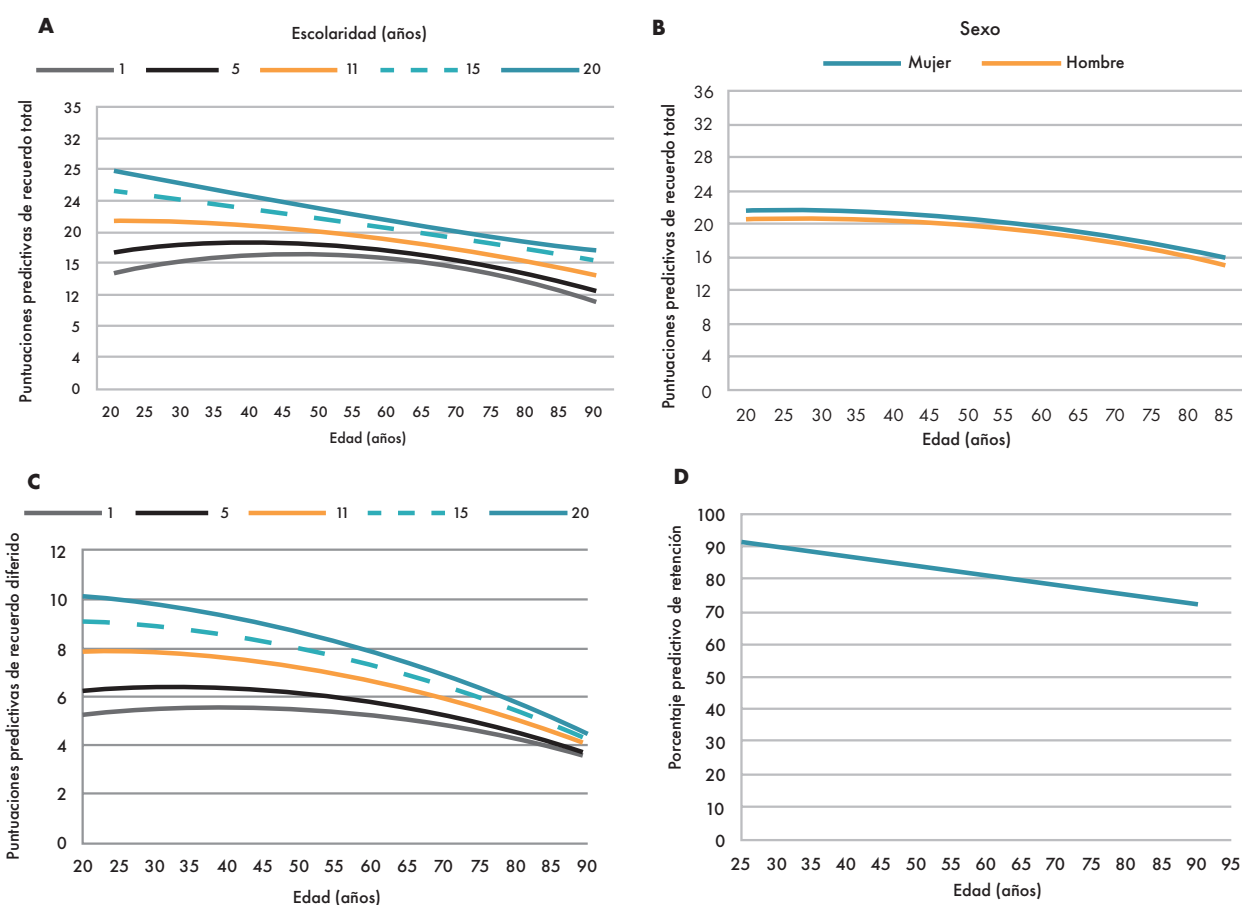 A
Escolaridad (años)
1 5 11 15 20
Puntuaciones predictivas de recuerdo total
35
32
25
24
20
15
12
5
4
0
20 25 30 35 40 45 50 55 60 65 70 75 80 85 90
Edad (años)
B
Sexo
Mujer Hombre
Puntuaciones predictivas de recuerdo total
36
32
28
24
20
16
12
8
4
0
20 25 30 35 40 45 50 55 60 65 70 75 80 85
Edad (años)
C
1 5 11 15 20
Puntuaciones predictivas de recuerdo diferido
12
10
8
6
4
2
0
20 25 30 35 40 45 50 55 60 65 70 75 80 85 90
Edad (años)
D
Porcentaje predictivo de retención
100
90
80
70
60
50
40
30
20
10
0
25 30 35 40 45 50 55 60 65 70 75 80 85 90 95
Edad (años)